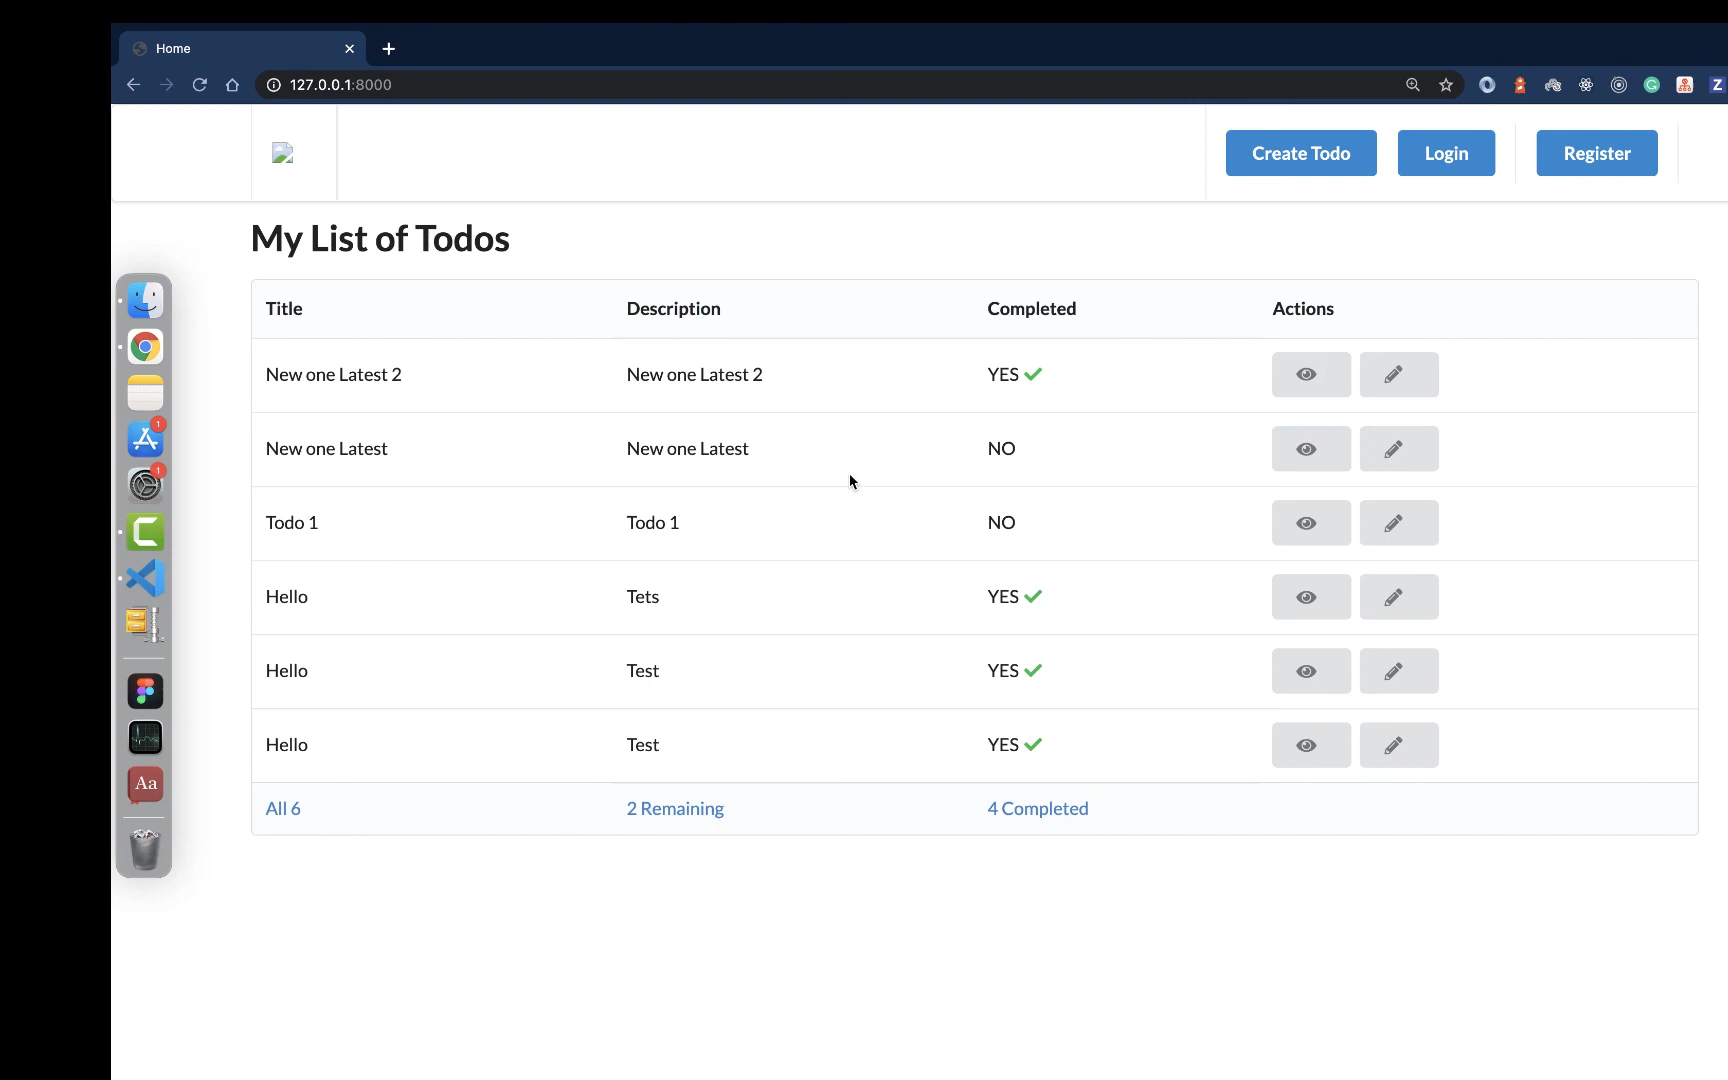 Home
127.0.0.1:8000
Create Todo Login Register
My List of Todos
Title Description Completed Actions
New one Latest 2 New one Latest 2 YES
New one Latest New one Latest NO
Todo 1 Todo 1 NO
Hello Tets YES
Hello Test YES
Hello Test YES
All 6 2 Remaining 4 Completed
1
1
Aa
Z